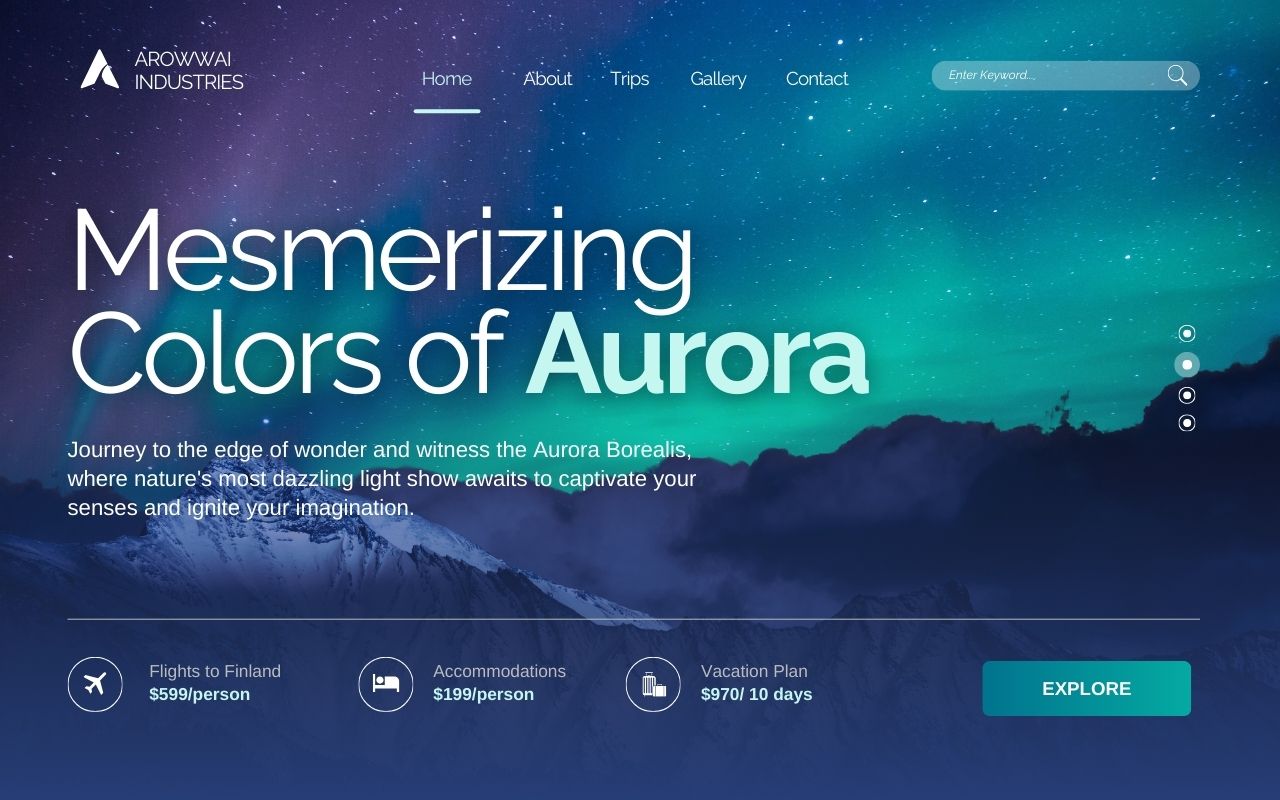 AROWWAI
INDUSTRIES
Home About Trips Gallery Contact
Enter Keyword...
Mesmerizing
Colors of Aurora
Journey to the edge of wonder and witness the Aurora Borealis,
where nature's most dazzling light show awaits to captivate your
senses and ignite your imagination.
Flights to Finland
$599/person
Accommodations
$199/person
Vacation Plan
$970/ 10 days
EXPLORE